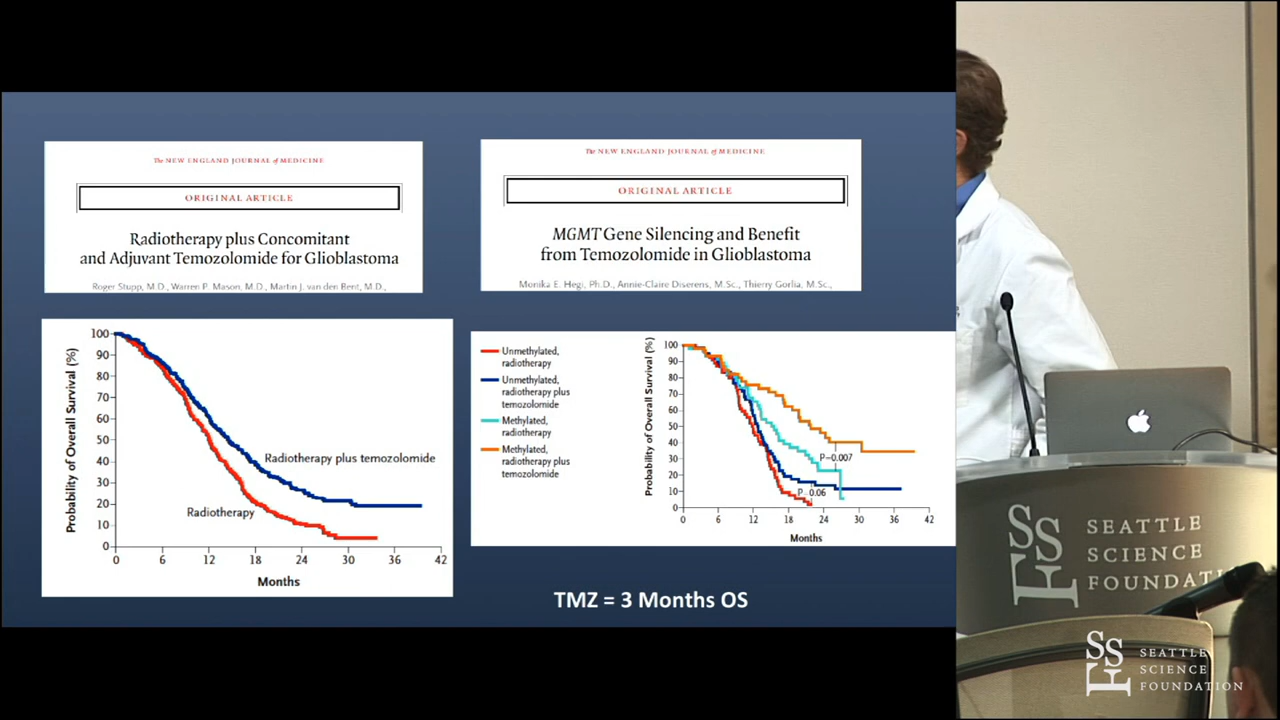 The NEW ENGLAND JOURNAL of MEDICINE
ORIGINAL ARTICLE
Radiotherapy plus Concomitant
and Adjuvant Temozolomide for Glioblastoma
Roger Stupp, M.D., Warren P. Mason, M.D., Martin J. van den Bent, M.D.,
The NEW ENGLAND JOURNAL of MEDICINE
ORIGINAL ARTICLE
MGMT Gene Silencing and Benefit
from Temozolomide in Glioblastoma
Monika E. Hegi, Ph.D., Annie-Claire Diserens, M.Sc., Thierry Gorlia, M.Sc.,
Probability of Overall Survival (%)
100
90
80
70
60
50
40
30
20
10
0
Radiotherapy plus temozolomide
Radiotherapy
0 6 12 18 24 30 36 42
Months
Unmethylated,
radiotherapy
Unmethylated,
radiotherapy plus
temozolomide
Methylated,
radiotherapy
Methylated,
radiotherapy plus
temozolomide
Probability of Overall Survival (%)
100
90
80
70
60
50
40
30
20
10
0
P=0.007
P=0.06
0 6 12 18 24 30 36 42
Months
TMZ = 3 Months OS
SSF
SEATTLE
SCIENCE
FOUNDATI
SSF
SEATTLE
SCIENCE
FOUNDATION